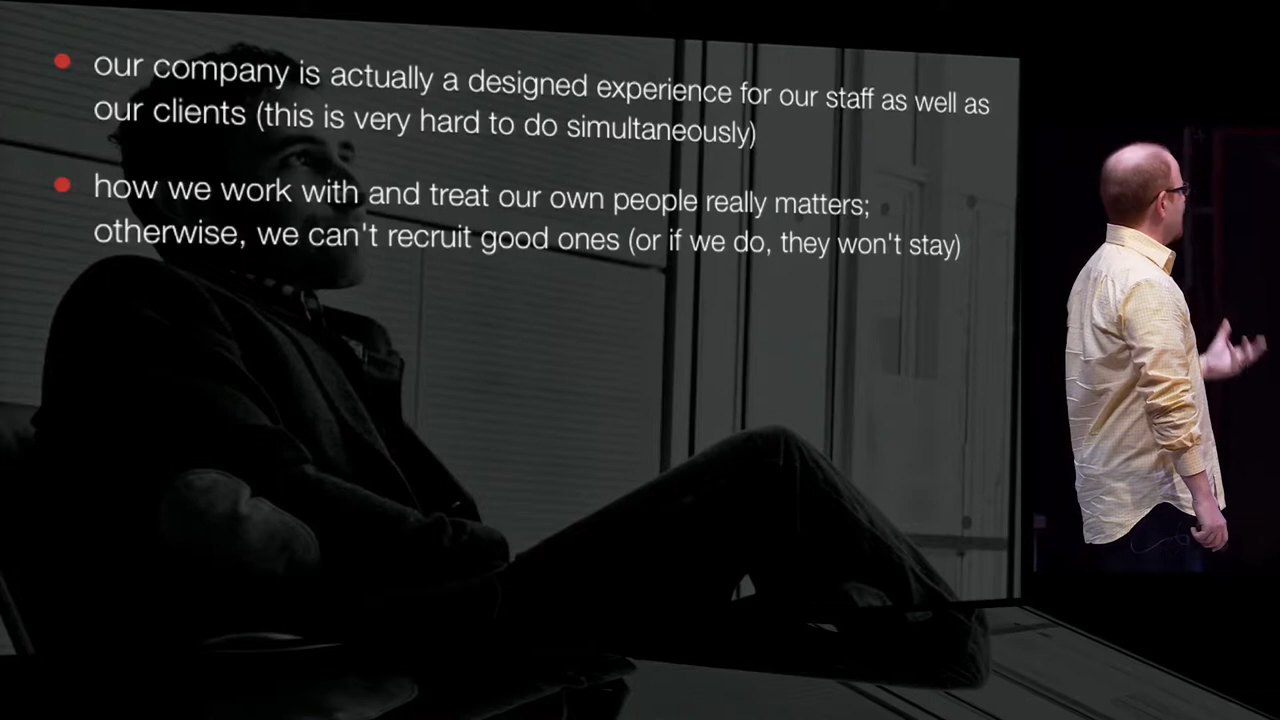 our company is actually a designed experience for our staff as well as
our clients (this is very hard to do simultaneously)
how we work with and treat our own people really matters;
otherwise, we can't recruit good ones (or if we do, they won't stay)